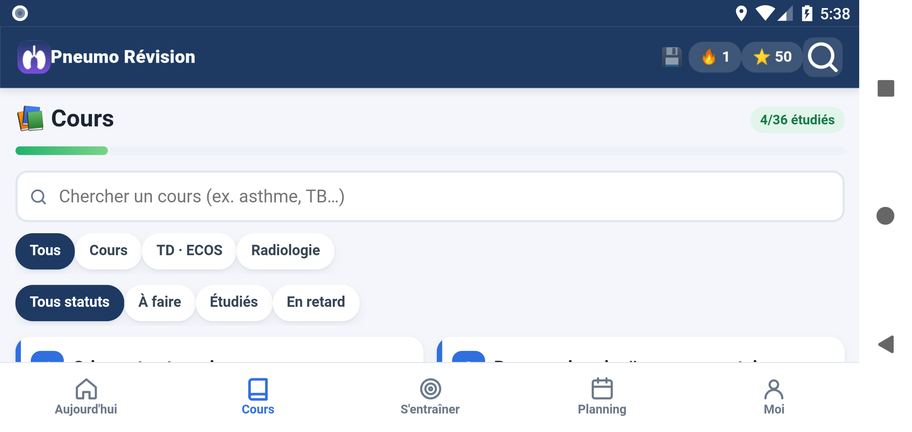 5:38
Pneumo Révision
1
50
Cours
4/36 étudiés
Chercher un cours (ex. asthme, TB…)
Tous Cours TD · ECOS Radiologie
Tous statuts À faire Étudiés En retard
Aujourd'hui Cours S'entraîner Planning Moi